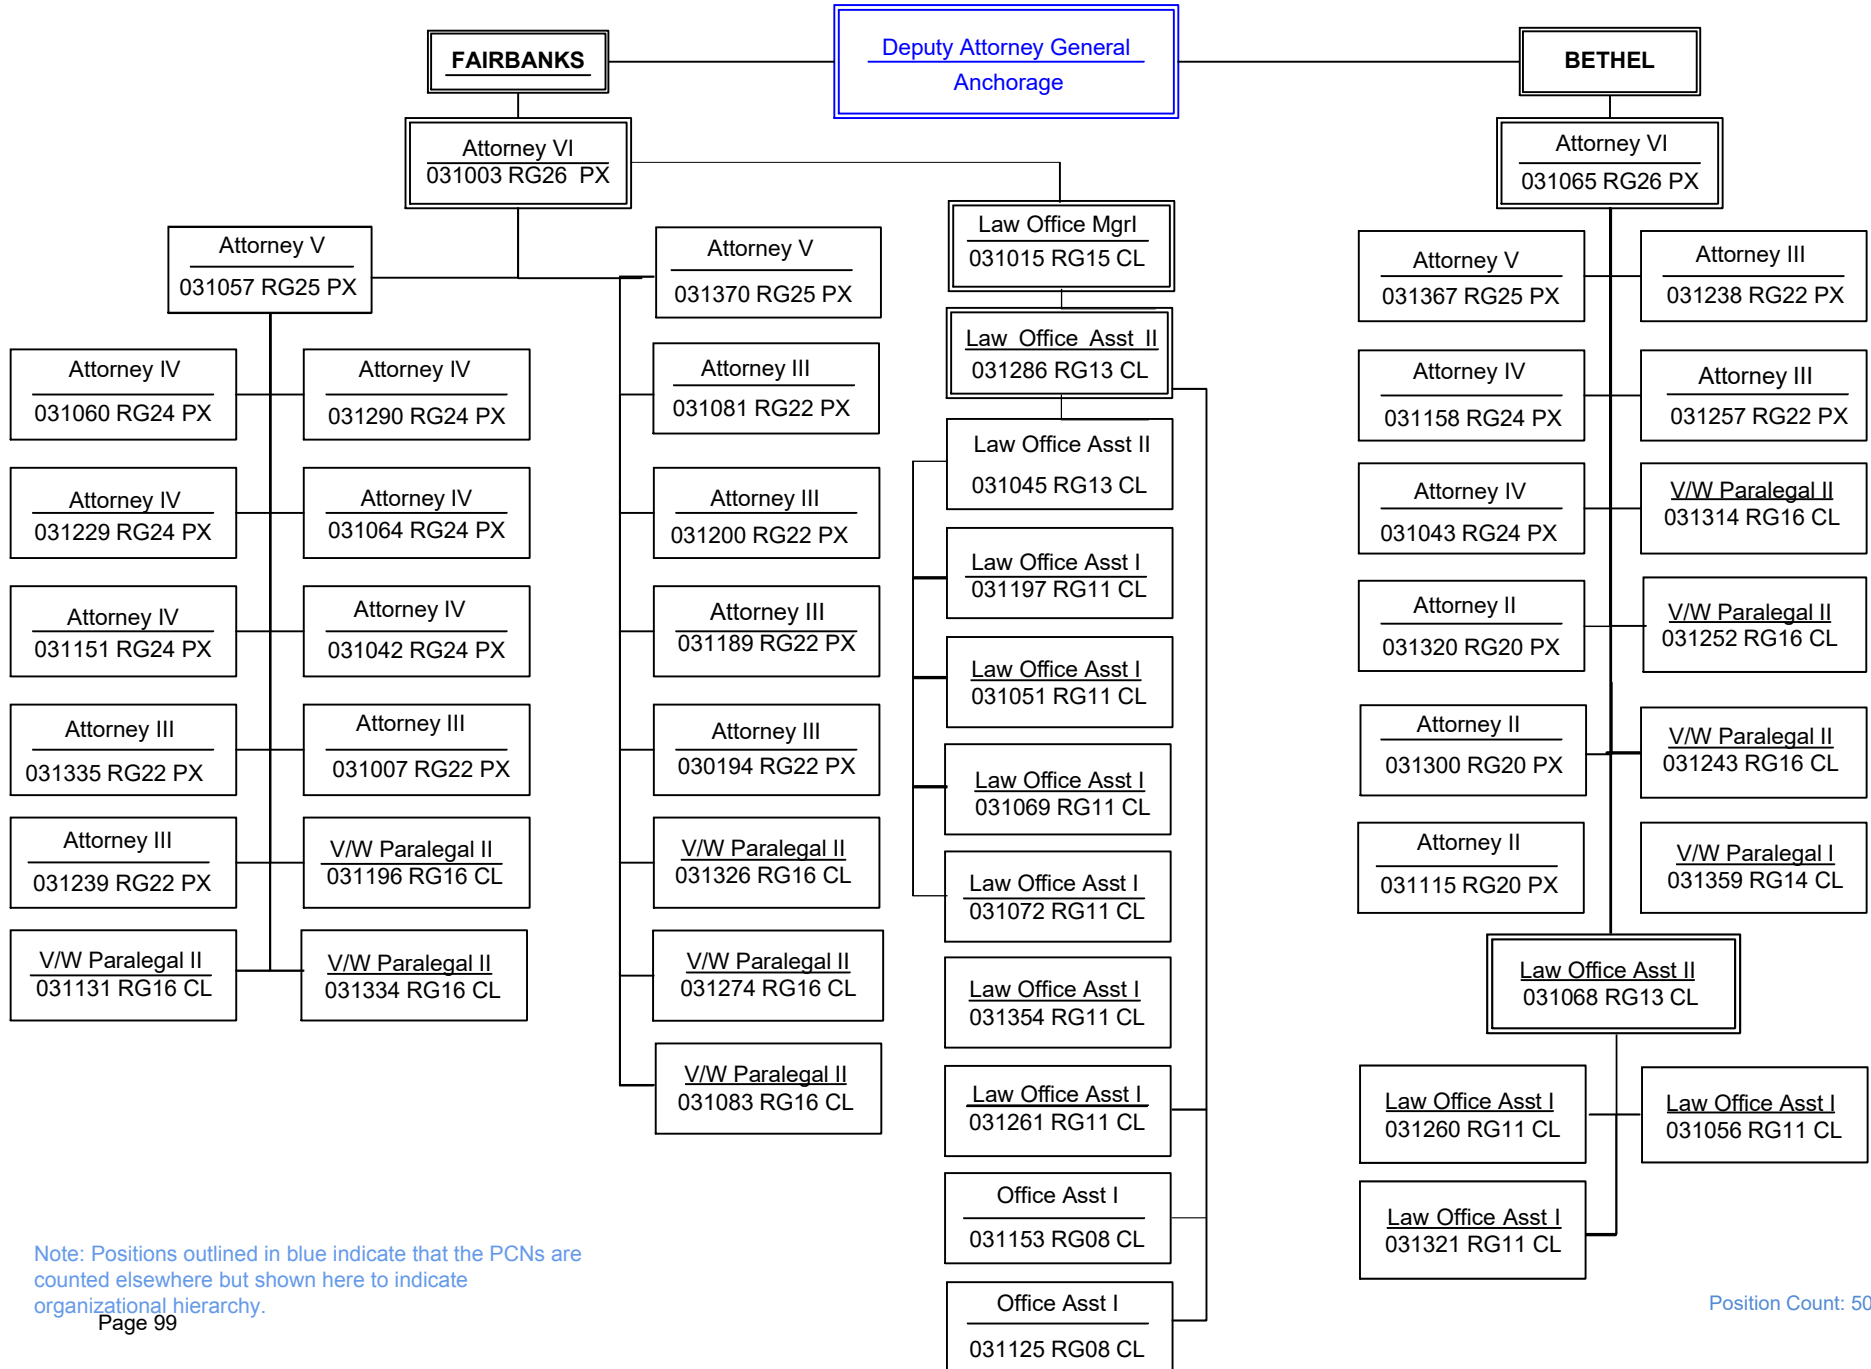 FAIRBANKS
Deputy Attorney General
Anchorage
BETHEL
Attorney VI
031003 RG26 PX
Attorney V
031057 RG25 PX
Attorney IV
031060 RG24 PX
Attorney IV
031290 RG24 PX
Attorney IV
031229 RG24 PX
Attorney IV
031064 RG24 PX
Attorney IV
031151 RG24 PX
Attorney IV
031042 RG24 PX
Attorney III
031335 RG22 PX
Attorney III
031007 RG22 PX
Attorney III
031239 RG22 PX
V/W Paralegal II
031196 RG16 CL
V/W Paralegal II
031131 RG16 CL
V/W Paralegal II
031334 RG16 CL
Attorney V
031370 RG25 PX
Attorney III
031081 RG22 PX
Attorney III
031200 RG22 PX
Attorney III
031189 RG22 PX
Attorney III
030194 RG22 PX
V/W Paralegal II
031326 RG16 CL
V/W Paralegal II
031274 RG16 CL
V/W Paralegal II
031083 RG16 CL
Law Office MgrI
031015 RG15 CL
Law Office Asst II
031286 RG13 CL
Law Office Asst II
031045 RG13 CL
Law Office Asst I
031197 RG11 CL
Law Office Asst I
031051 RG11 CL
Law Office Asst I
031069 RG11 CL
Law Office Asst I
031072 RG11 CL
Law Office Asst I
031354 RG11 CL
Law Office Asst I
031261 RG11 CL
Office Asst I
031153 RG08 CL
Office Asst I
031125 RG08 CL
Attorney VI
031065 RG26 PX
Attorney V
031367 RG25 PX
Attorney III
031238 RG22 PX
Attorney IV
031158 RG24 PX
Attorney III
031257 RG22 PX
Attorney IV
031043 RG24 PX
V/W Paralegal II
031314 RG16 CL
Attorney II
031320 RG20 PX
V/W Paralegal II
031252 RG16 CL
Attorney II
031300 RG20 PX
V/W Paralegal II
031243 RG16 CL
Attorney II
031115 RG20 PX
V/W Paralegal I
031359 RG14 CL
Law Office Asst II
031068 RG13 CL
Law Office Asst I
031260 RG11 CL
Law Office Asst I
031056 RG11 CL
Law Office Asst I
031321 RG11 CL
Note: Positions outlined in blue indicate that the PCNs are
counted elsewhere but shown here to indicate
organizational hierarchy.
Page 99
Position Count: 50